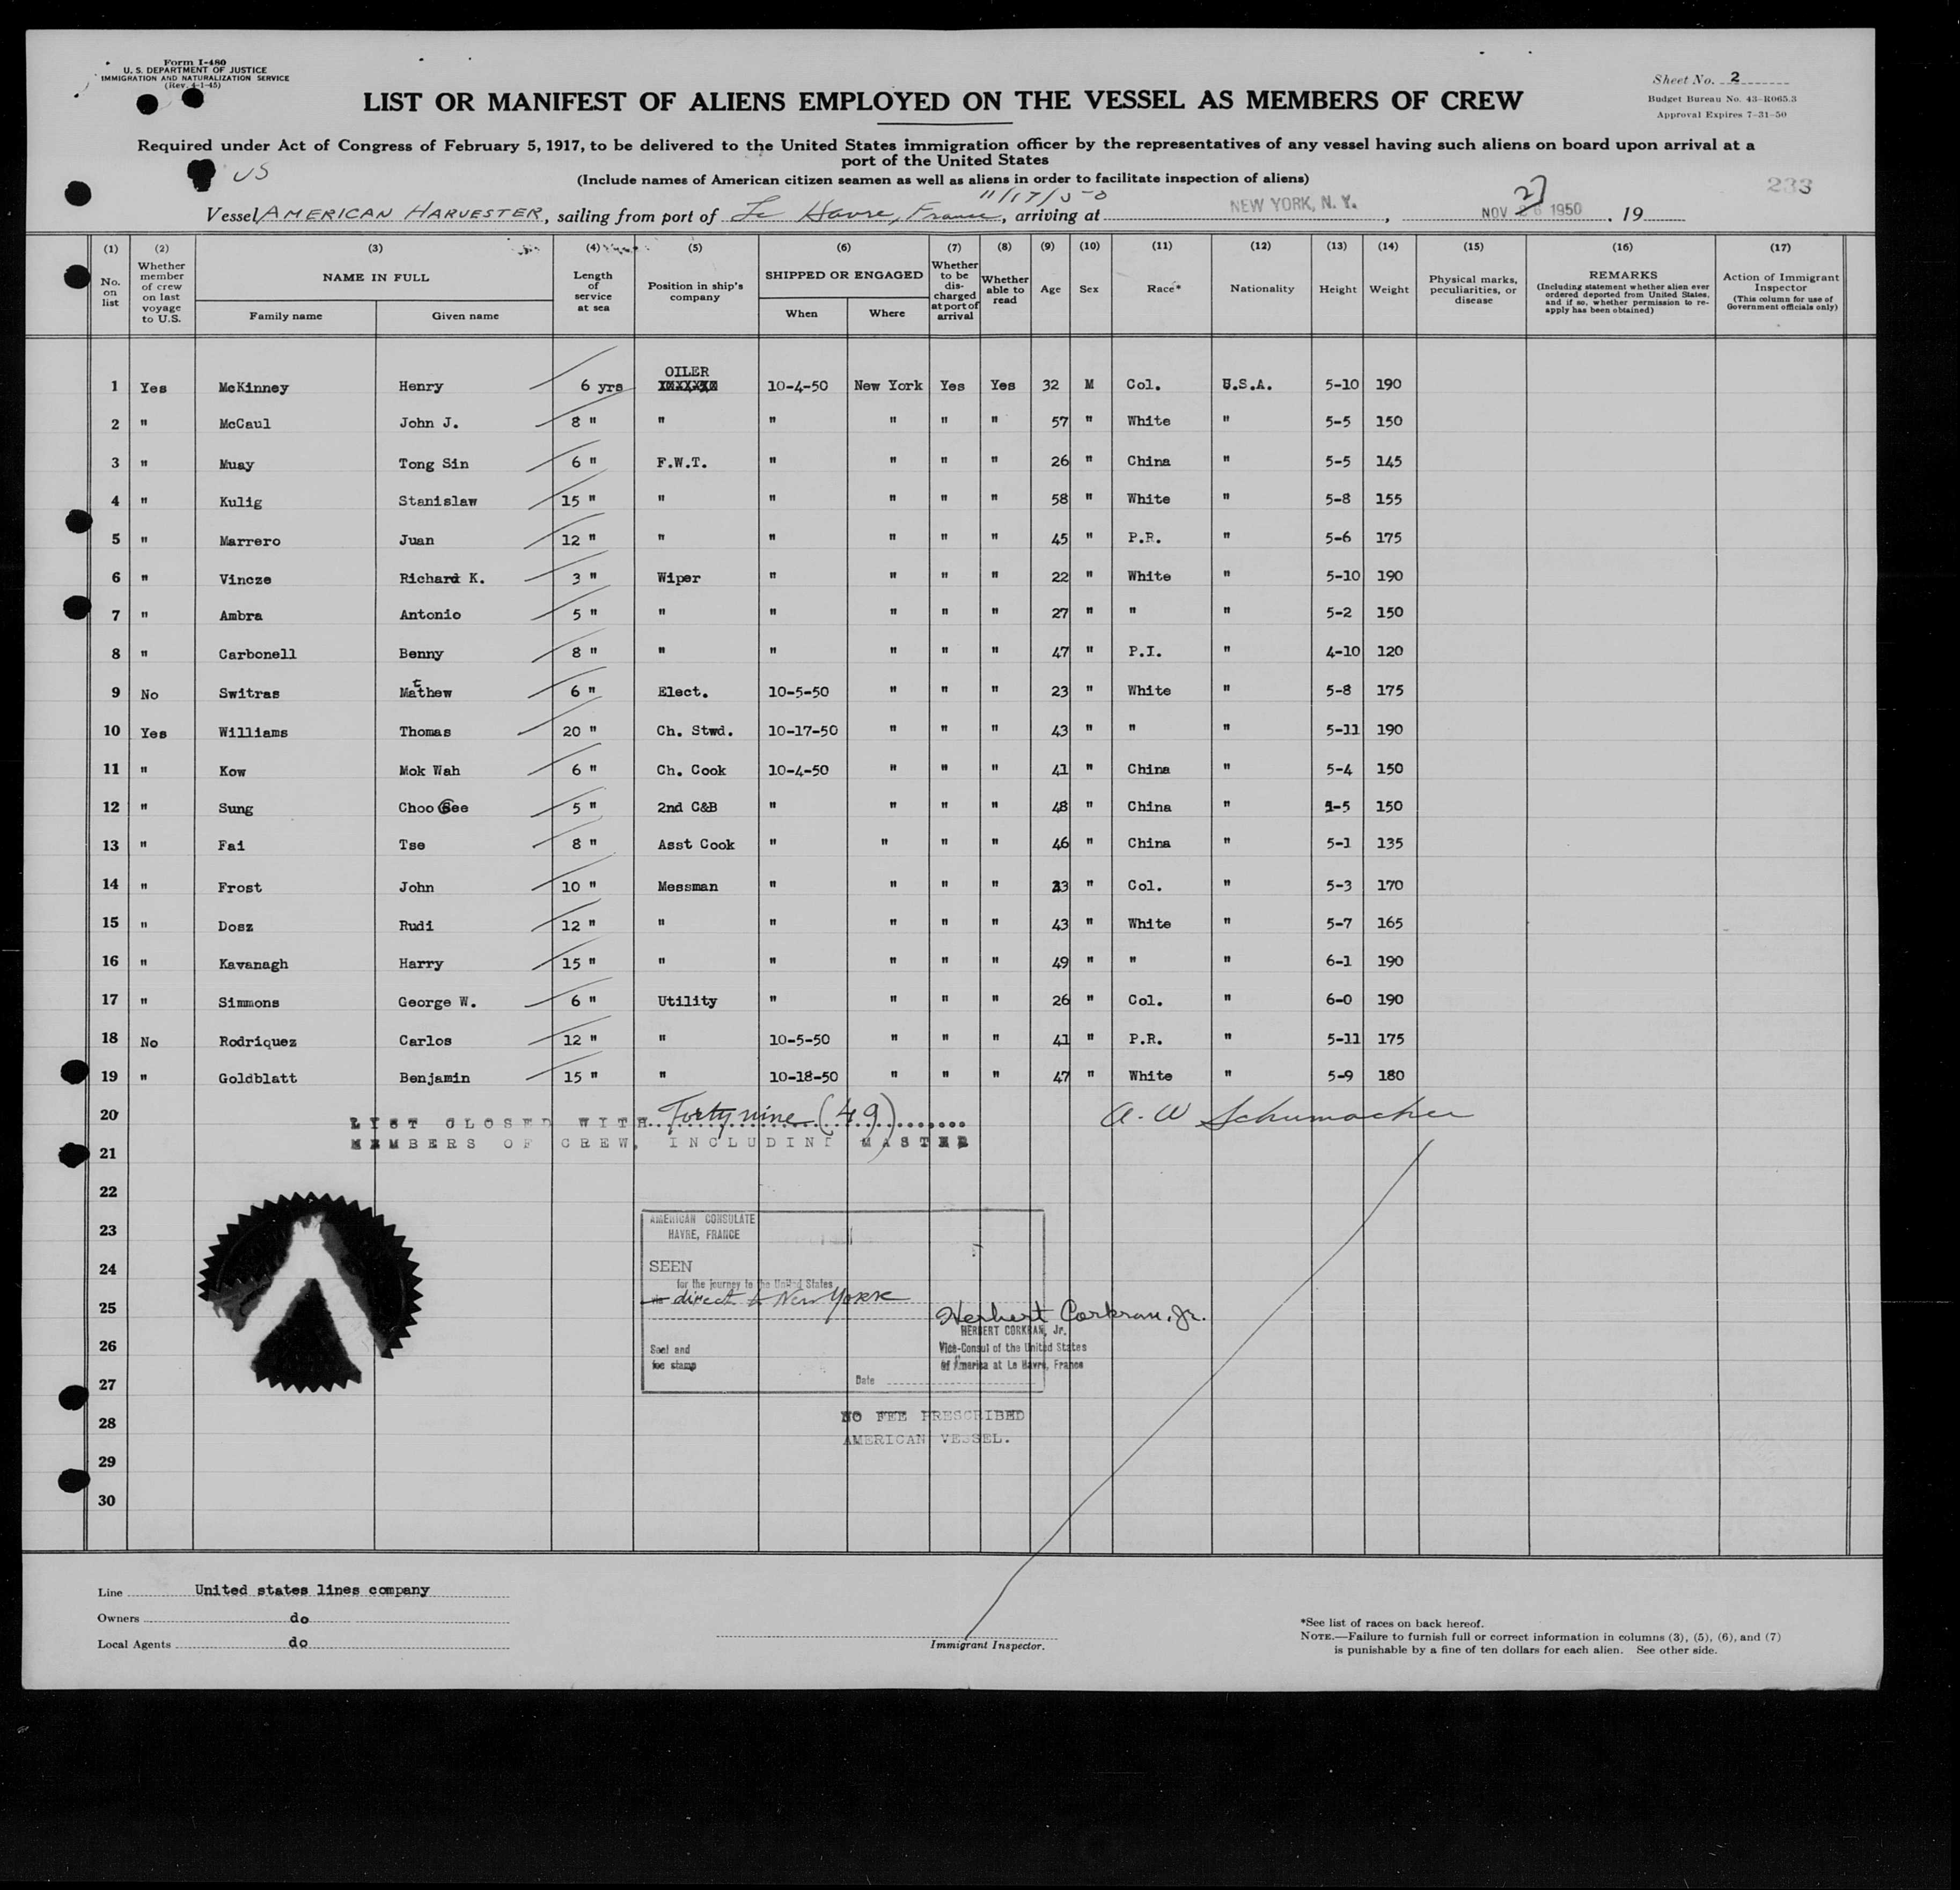 Form I-480
U. S. DEPARTMENT OF JUSTICE
IMMIGRATION AND NATURALIZATION SERVICE
(Rev. 4-1-45)
Sheet No. 2
Budget Bureau No. 43-R065.3
Approval Expires 7-31-50
LIST OR MANIFEST OF ALIENS EMPLOYED ON THE VESSEL AS MEMBERS OF CREW
Required under Act of Congress of February 5, 1917, to be delivered to the United States immigration officer by the representatives of any vessel having such aliens on board upon arrival at a
port of the United States
US
(Include names of American citizen seamen as well as aliens in order to facilitate inspection of aliens)
233
11/17/50
27
Vessel AMERICAN HARVESTER, sailing from port of Le Havre, France, arriving at NEW YORK, N. Y., NOV 26 1950, 19
(1) (2) (3) (4) (5) (6) (7) (8) (9) (10) (11) (12) (13) (14) (15) (16) (17)
No. on list
Whether member of crew on last voyage to U.S.
NAME IN FULL
Family name
Given name
Length of service at sea
Position in ship's company
SHIPPED OR ENGAGED
When
Where
Whether to be discharged at port of arrival
Whether able to read
Age
Sex
Race*
Nationality
Height
Weight
Physical marks, peculiarities, or disease
REMARKS
(Including statement whether alien ever ordered deported from United States, and if so, whether permission to reapply has been obtained)
Action of Immigrant Inspector
(This column for use of Government officials only)
OILER
1 Yes McKinney Henry 6 yrs 10-4-50 New York Yes Yes 32 M Col. U.S.A. 5-10 190
2 " McCaul John J. 8 " " " " " " 57 " White " 5-5 150
3 " Muay Tong Sin 6 " F.W.T. " " " " 26 " China " 5-5 145
4 " Kulig Stanislaw 15 " " " " " " 58 " White " 5-8 155
5 " Marrero Juan 12 " " " " " " 45 " P.R. " 5-6 175
6 " Vincze Richard K. 3 " Wiper " " " " 22 " White " 5-10 190
7 " Ambra Antonio 5 " " " " " " 27 " " " 5-2 150
8 " Carbonell Benny 8 " " " " " " 47 " P.I. " 4-10 120
9 No Switras Matthew 6 " Elect. 10-5-50 " " " 23 " White " 5-8 175
10 Yes Williams Thomas 20 " Ch. Stwd. 10-17-50 " " " 43 " " " 5-11 190
11 " Kow Mok Wah 6 " Ch. Cook 10-4-50 " " " 41 " China " 5-4 150
12 " Sung Choo See 5 " 2nd C&B " " " " 48 " China " 5-5 150
13 " Fai Tse 8 " Asst Cook " " " " 46 " China " 5-1 135
14 " Frost John 10 " Messman " " " " 23 " Col. " 5-3 170
15 " Dosz Rudi 12 " " " " " " 43 " White " 5-7 165
16 " Kavanagh Harry 15 " " " " " " 49 " " " 6-1 190
17 " Simmons George W. 6 " Utility " " " " 26 " Col. " 6-0 190
18 No Rodriquez Carlos 12 " " 10-5-50 " " " 41 " P.R. " 5-11 175
19 " Goldblatt Benjamin 15 " " 10-18-50 " " " 47 " White " 5-9 180
20 LIST CLOSED WITH Forty nine (49) A. W Schumacher
MEMBERS OF CREW, INCLUDING MASTER
21
22
23
24
25
26
27
28
29
30
AMERICAN CONSULATE
HAVRE, FRANCE
SEEN
for the journey to the United States
via direct to New York
Herbert Corkran, Jr.
HERBERT CORKRAN, Jr.
Vice-Consul of the United States
of America at Le Havre, France
Seal and
fee stamp
Date
NO FEE PRESCRIBED
AMERICAN VESSEL.
Line United states lines company
Owners do
Local Agents do
Immigrant Inspector.
*See list of races on back hereof.
NOTE.—Failure to furnish full or correct information in columns (3), (5), (6), and (7)
is punishable by a fine of ten dollars for each alien. See other side.